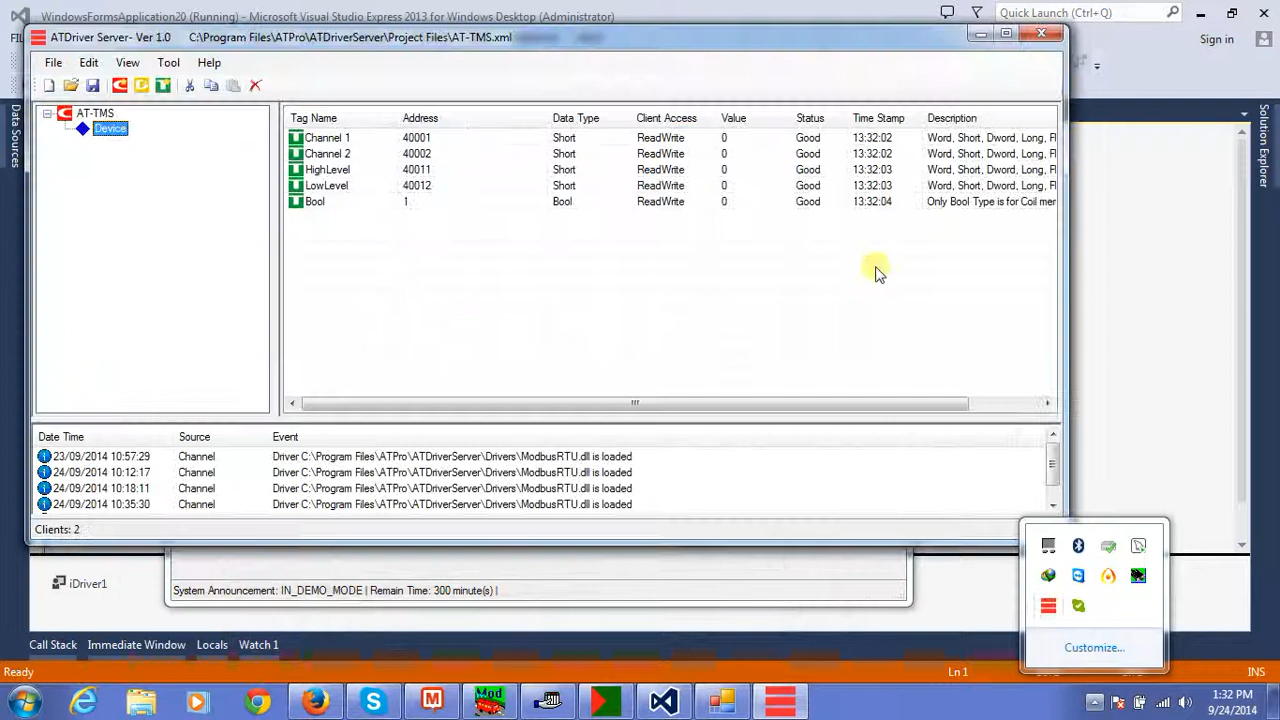 WindowsFormsApplication20 (Running) - Microsoft Visual Studio Express 2013 for Windows Desktop (Administrator)
Quick Launch (Ctrl+Q)
ATDriver Server- Ver 1.0 C:\Program Files\ATPro\ATDriverServer\Project Files\AT-TMS.xml
Sign in
File Edit View Tool Help
AT-TMS
Device
Tag Name Address Data Type Client Access Value Status Time Stamp Description
Channel 1 40001 Short ReadWrite 0 Good 13:32:02 Word, Short, Dword, Long, Fl
Channel 2 40002 Short ReadWrite 0 Good 13:32:02 Word, Short, Dword, Long, Fl
HighLevel 40011 Short ReadWrite 0 Good 13:32:03 Word, Short, Dword, Long, Fl
LowLevel 40012 Short ReadWrite 0 Good 13:32:03 Word, Short, Dword, Long, Fl
Bool 1 Bool ReadWrite 0 Good 13:32:04 Only Bool Type is for Coil mer
Data Sources
Solution Explorer
Date Time Source Event
23/09/2014 10:57:29 Channel Driver C:\Program Files\ATPro\ATDriverServer\Drivers\ModbusRTU.dll is loaded
24/09/2014 10:12:17 Channel Driver C:\Program Files\ATPro\ATDriverServer\Drivers\ModbusRTU.dll is loaded
24/09/2014 10:18:11 Channel Driver C:\Program Files\ATPro\ATDriverServer\Drivers\ModbusRTU.dll is loaded
24/09/2014 10:35:30 Channel Driver C:\Program Files\ATPro\ATDriverServer\Drivers\ModbusRTU.dll is loaded
Clients: 2
iDriver1
System Announcement: IN_DEMO_MODE | Remain Time: 300 minute(s) |
Customize...
Call Stack Immediate Window Locals Watch 1
Ready Ln 1 INS
Mod
1:32 PM
9/24/2014